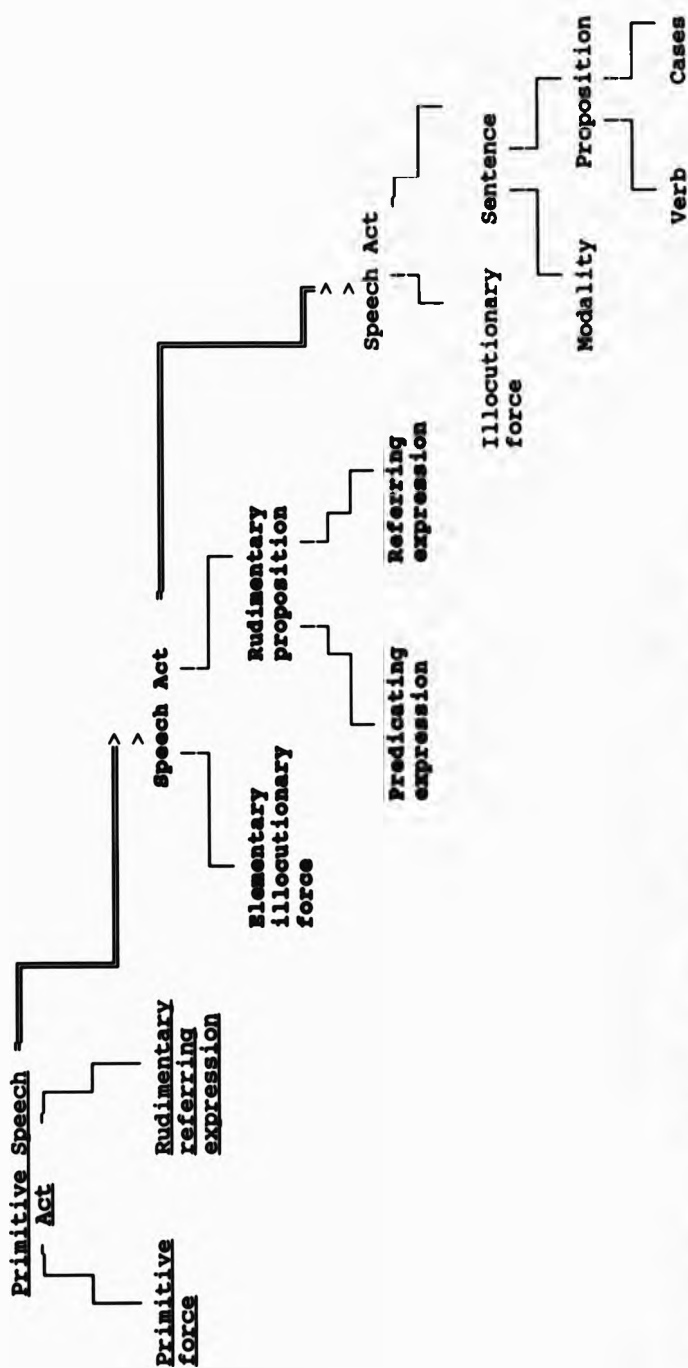 Primitive Speech
Act
Primitive
force
Rudimentary
referring
expression
> >
Speech Act
Elementary
illocutionary
force
Rudimentary
proposition
Predicating
expression
Referring
expression
> >
Speech Act
Illocutionary
force
Sentence
Modality
Proposition
Verb
Cases